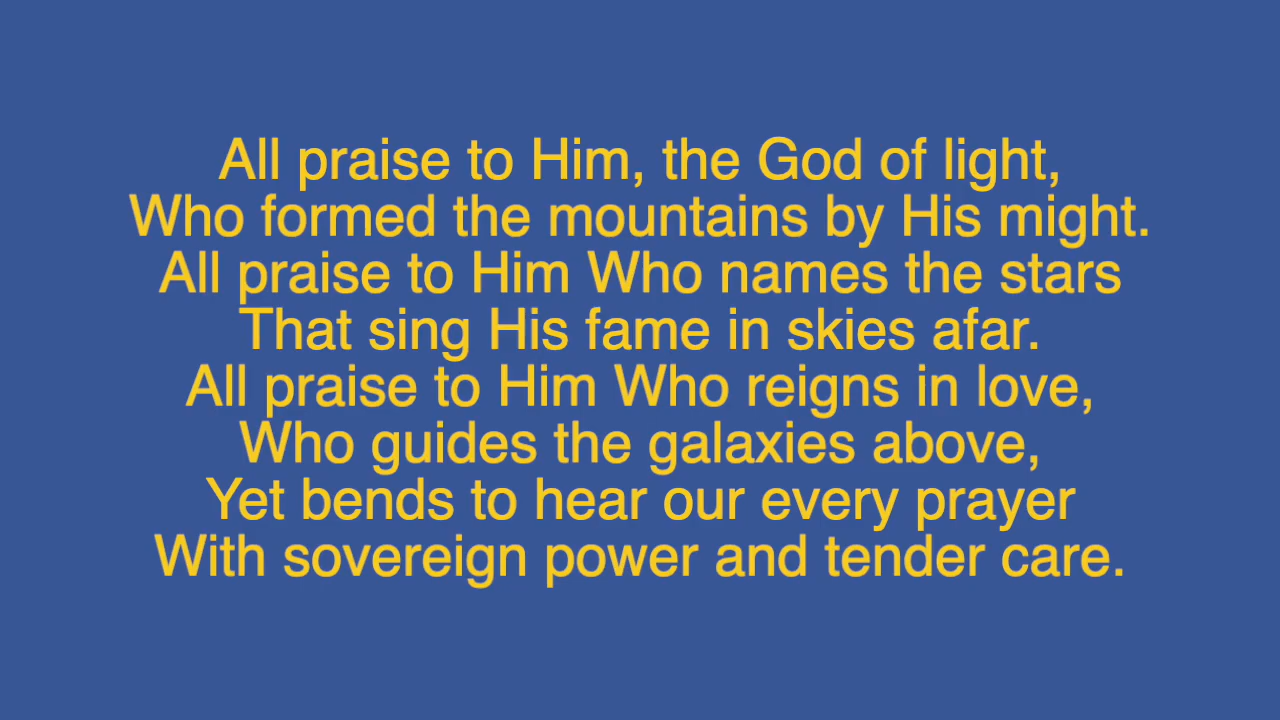 All praise to Him, the God of light,
Who formed the mountains by His might.
All praise to Him Who names the stars
That sing His fame in skies afar.
All praise to Him Who reigns in love,
Who guides the galaxies above,
Yet bends to hear our every prayer
With sovereign power and tender care.